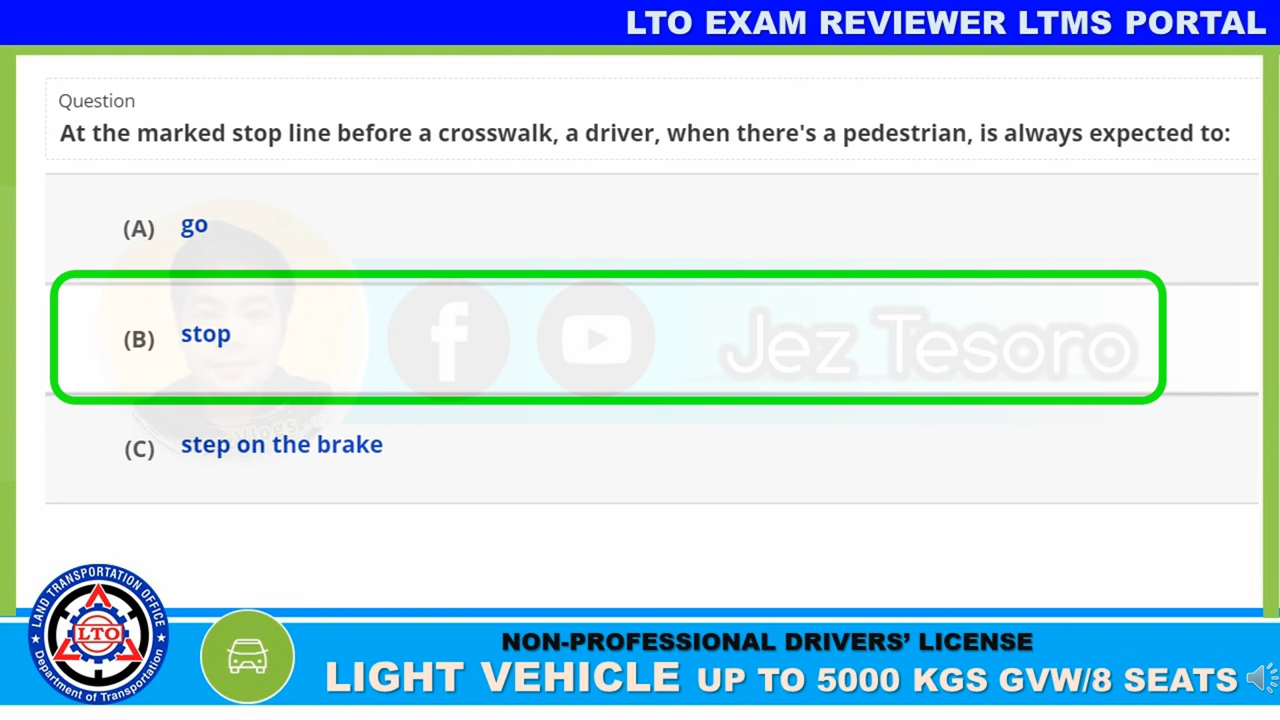 LTO EXAM REVIEWER LTMS PORTAL
Question
At the marked stop line before a crosswalk, a driver, when there's a pedestrian, is always expected to:
(A) go
(B) stop
Jez Tesoro
(C) step on the brake
LAND TRANSPORTATION OFFICE
LTO
Department of Transportation
NON-PROFESSIONAL DRIVERS’ LICENSE
LIGHT VEHICLE UP TO 5000 KGS GVW/8 SEATS